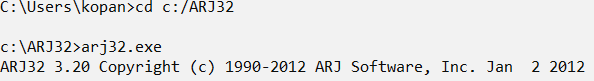 C:\Users\kopan>cd c:/ARJ32
c:\ARJ32>arj32.exe
ARJ32 3.20 Copyright (c) 1990-2012 ARJ Software, Inc. Jan  2 2012